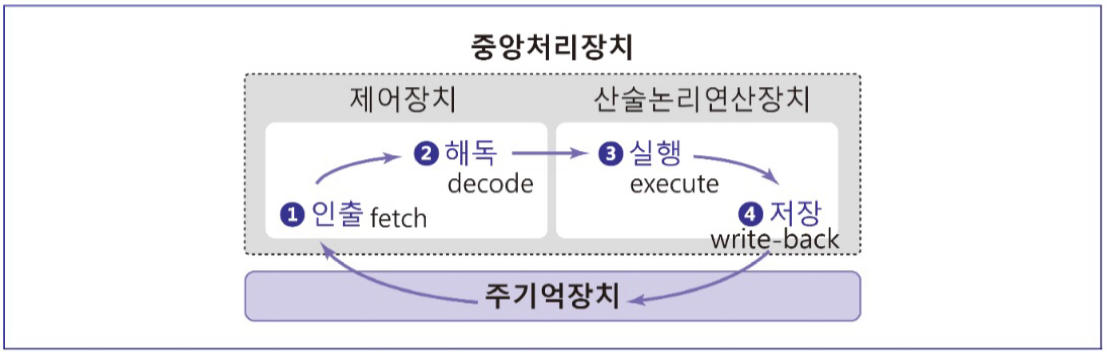 중앙처리장치
제어장치
산술논리연산장치
❶ 인출 fetch
❷ 해독
decode
❸ 실행
execute
❹ 저장
write-back
주기억장치